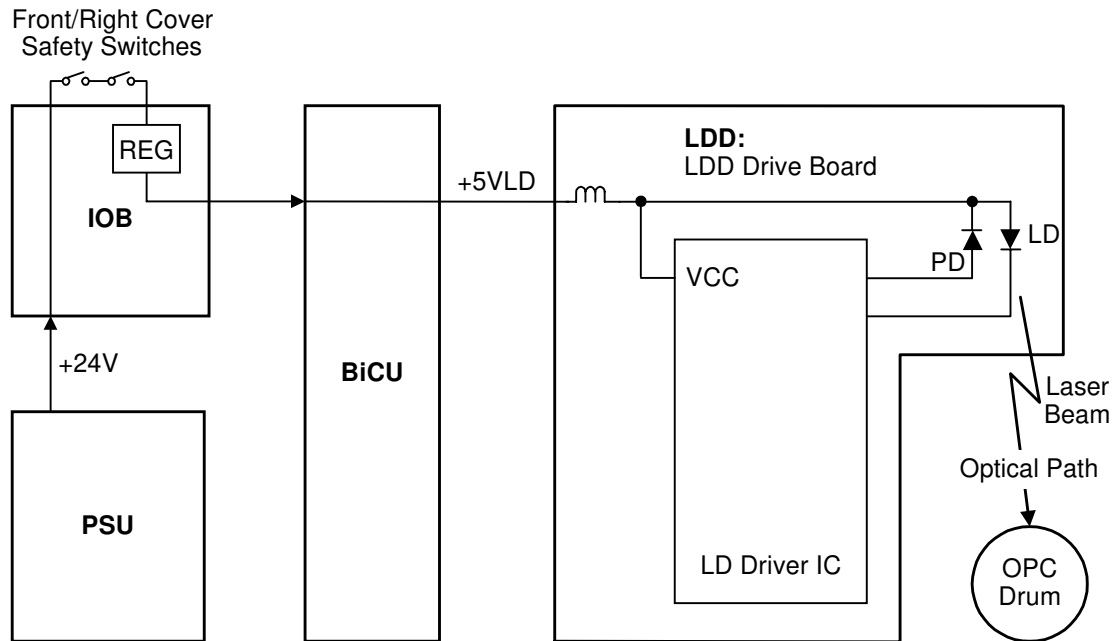 Front/Right Cover
Safety Switches
REG
IOB
+24V
PSU
BiCU
+5VLD
LDD:
LDD Drive Board
VCC
PD
LD
LD Driver IC
Laser
Beam
Optical Path
OPC
Drum